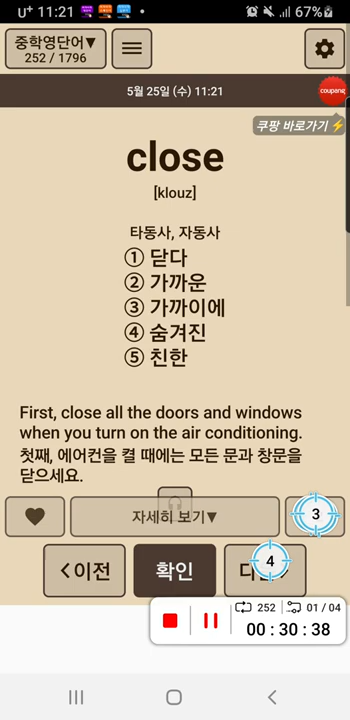 U⁺ 11:21 67%
중학영단어▼
252 / 1796
5월 25일 (수) 11:21
coupang
쿠팡 바로가기⚡
close
[klouz]
타동사, 자동사
① 닫다
② 가까운
③ 가까이에
④ 숨겨진
⑤ 친한
First, close all the doors and windows
when you turn on the air conditioning.
첫째, 에어컨을 켤 때에는 모든 문과 창문을
닫으세요.
자세히 보기▼
3
<이전
확인
4
252
01 / 04
00 : 30 : 38